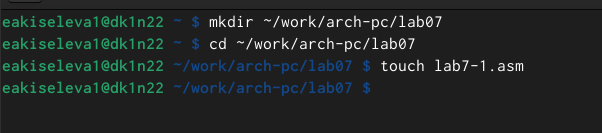 eakiseleva1@dk1n22 ~ $ mkdir ~/work/arch-pc/lab07
eakiseleva1@dk1n22 ~ $ cd ~/work/arch-pc/lab07
eakiseleva1@dk1n22 ~/work/arch-pc/lab07 $ touch lab7-1.asm
eakiseleva1@dk1n22 ~/work/arch-pc/lab07 $